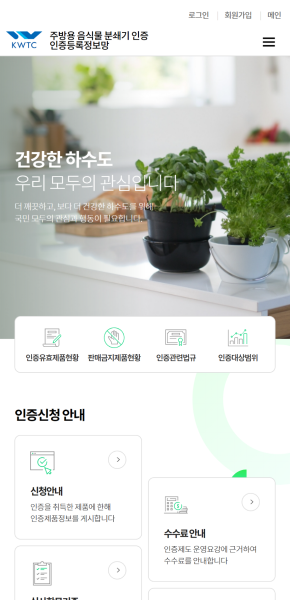 로그인 회원가입 메인
KWTC
주방용 음식물 분쇄기 인증
인증등록정보망
건강한 하수도
우리 모두의 관심입니다
더 깨끗하고, 보다 더 건강한 하수도를 위해
국민 모두의 관심과 행동이 필요합니다.
인증유효제품현황 판매금지제품현황 인증관련법규 인증대상범위
인증신청 안내
신청안내
인증을 취득한 제품에 한해
인증제품정보를 게시합니다
수수료 안내
인증제도 운영요강에 근거하여
수수료를 안내합니다